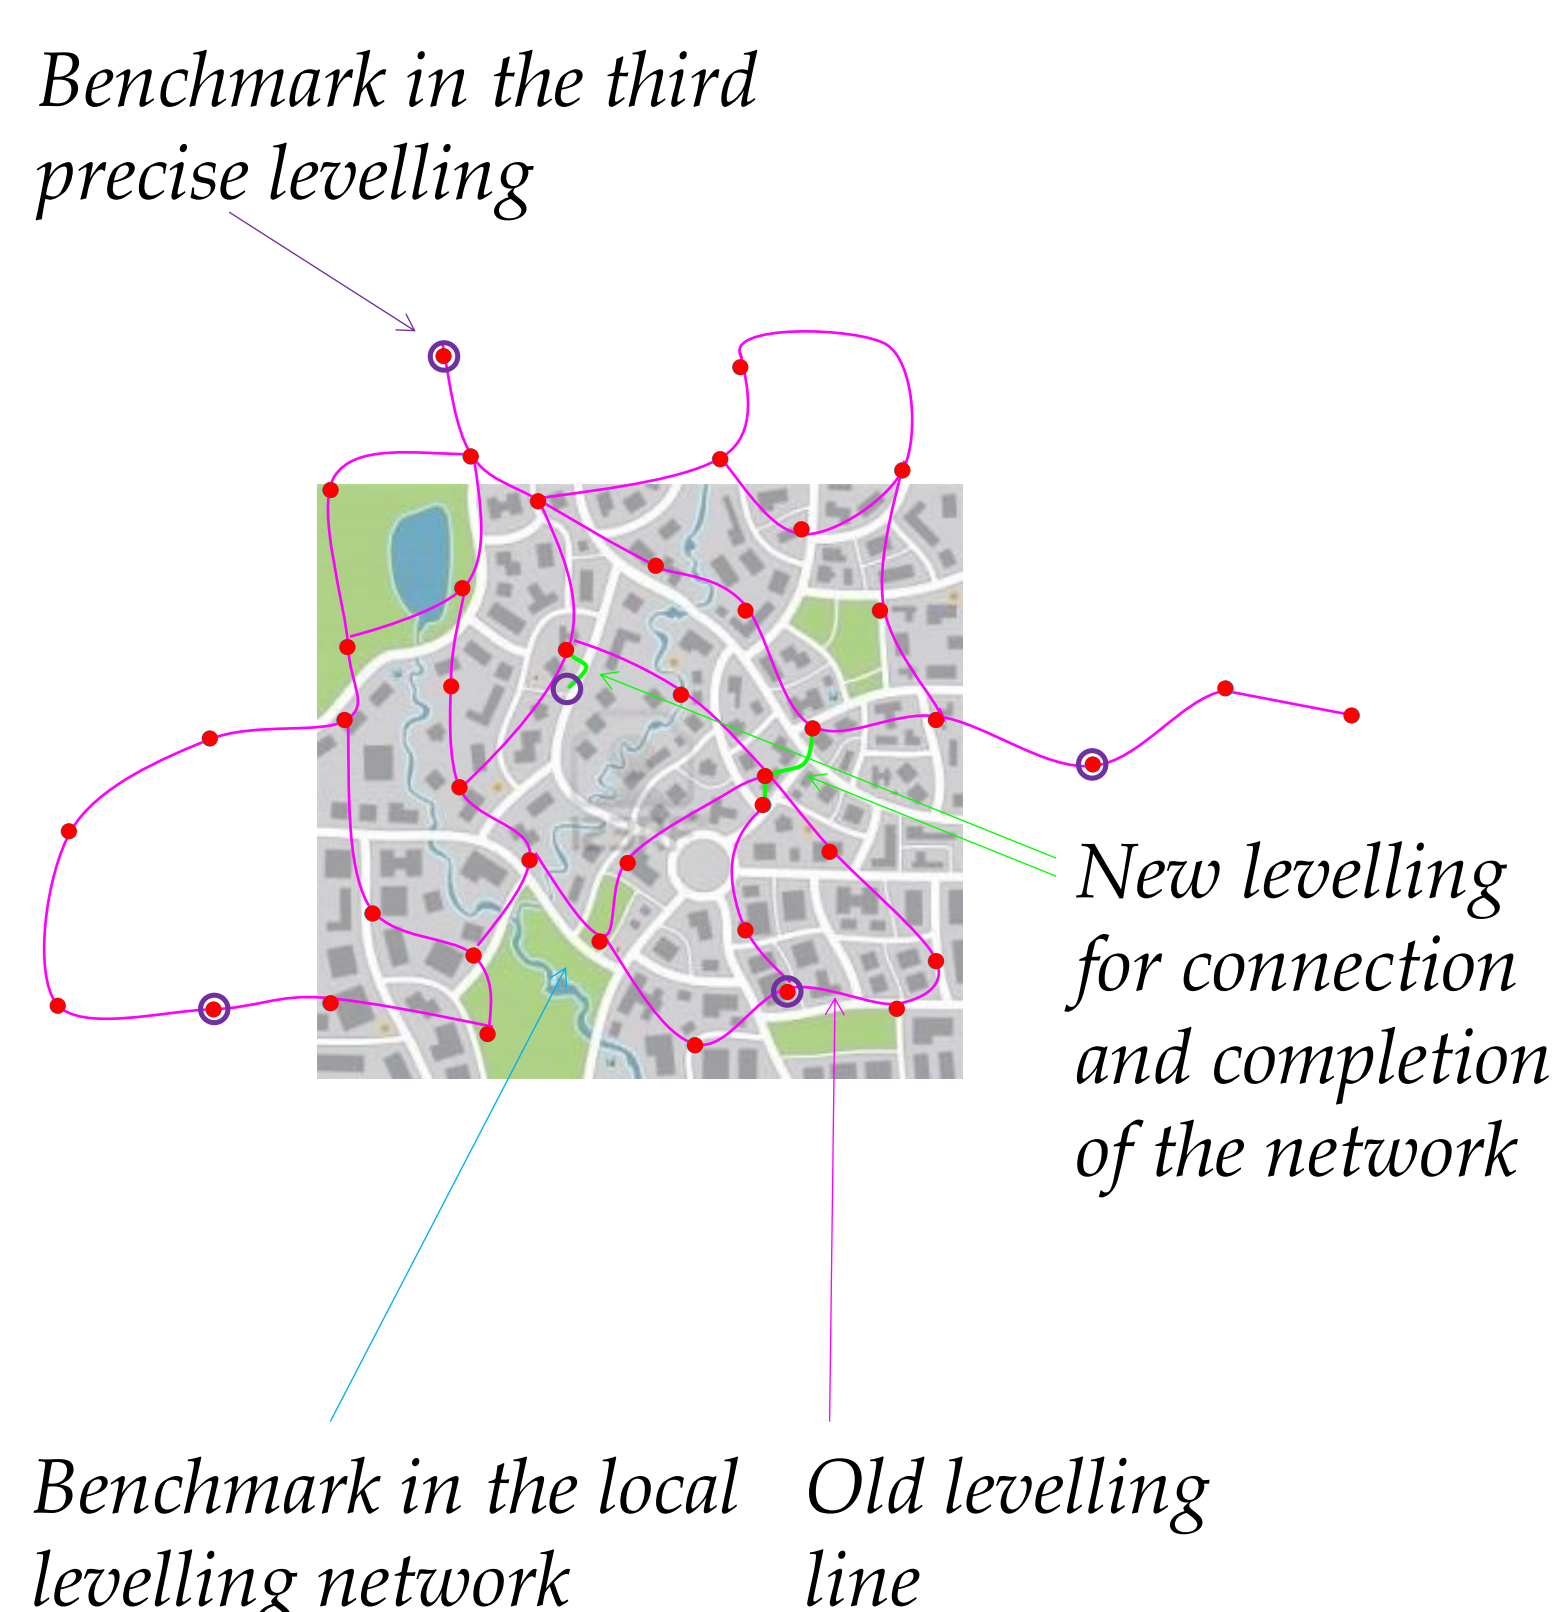 Benchmark in the third
precise levelling
New levelling
for connection
and completion
of the network
Benchmark in the local
levelling network
Old levelling
line